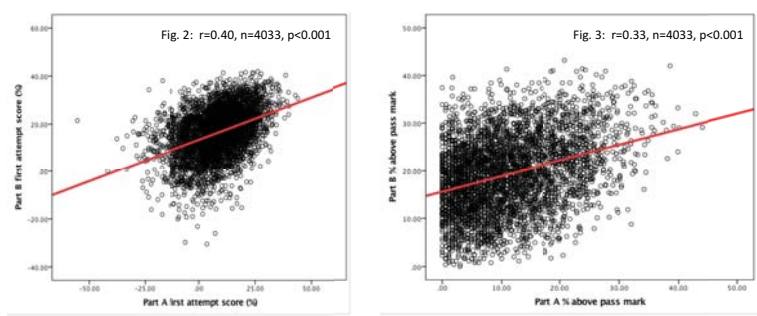 Fig. 2: r=0.40, n=4033, p<0.001
60.00
40.00
20.00
.00
-20.00
-40.00
Part B first attempt score (%)
-50.00 -25.00 .00 25.00 50.00
Part A first attempt score (%)
Fig. 3: r=0.33, n=4033, p<0.001
50.00
40.00
30.00
20.00
10.00
.00
Part B % above pass mark
.00 10.00 20.00 30.00 40.00 50.00
Part A % above pass mark